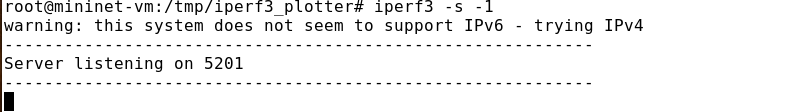 root@mininet-vm:/tmp/iperf3_plotter# iperf3 -s -1
warning: this system does not seem to support IPv6 - trying IPv4
-----------------------------------------------------------
Server listening on 5201
-----------------------------------------------------------